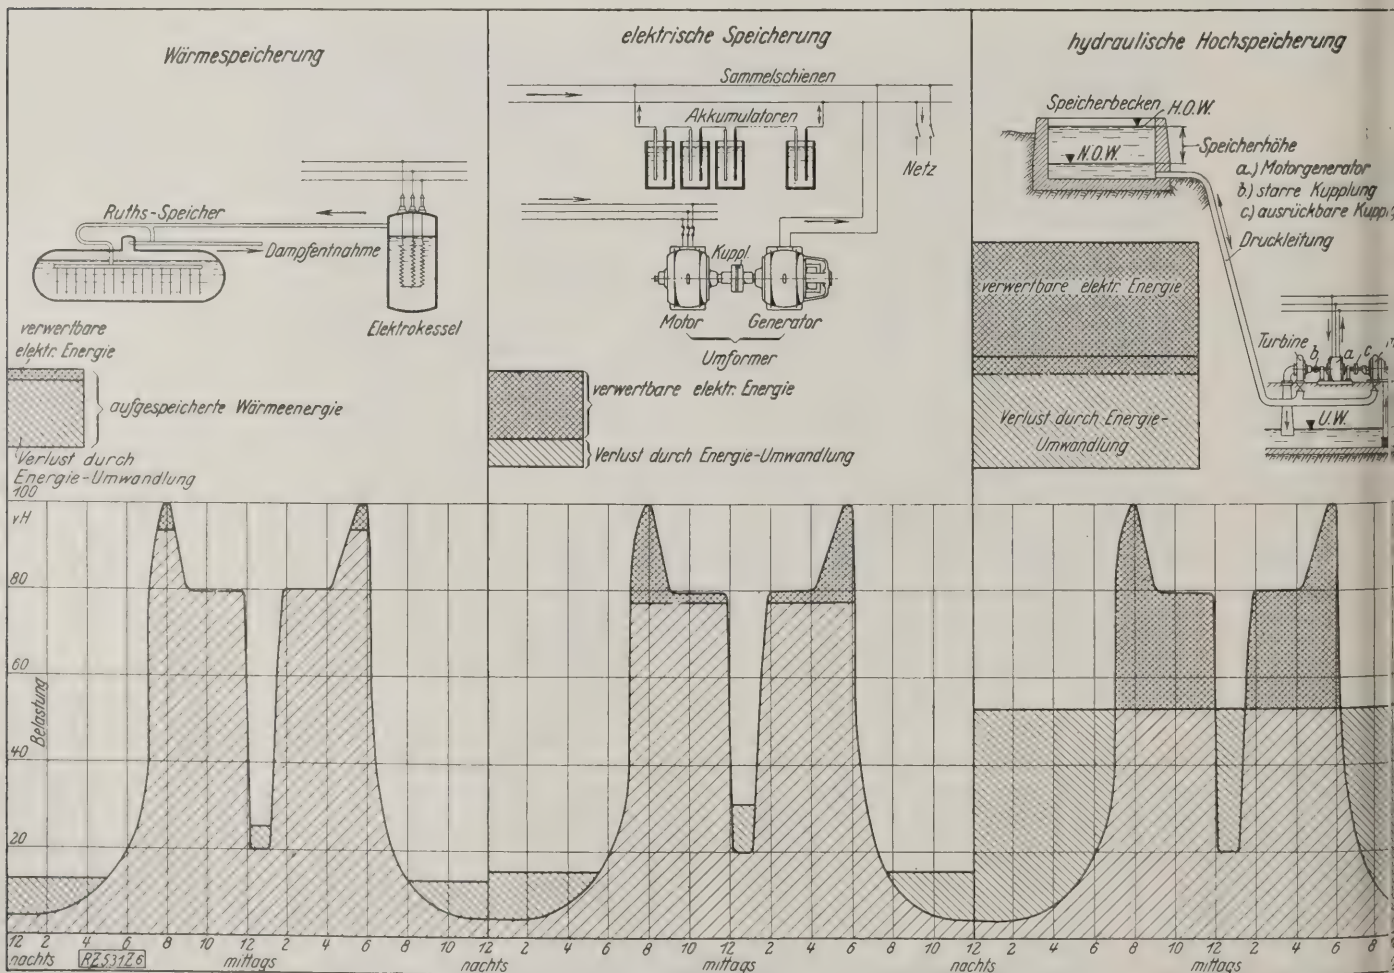 Wärmespeicherung
Ruths-Speicher
Dampfentnahme
Elektrokessel
verwertbare
elektr. Energie
aufgespeicherte Wärmeenergie
Verlust durch
Energie-Umwandlung
elektrische Speicherung
Sammelschienen
Akkumulatoren
Netz
Kuppl.
Motor
Generator
Umformer
verwertbare elektr. Energie
Verlust durch Energie-Umwandlung
hydraulische Hochspeicherung
Speicherbecken
H.O.W.
N.O.W.
Speicherhöhe
a.) Motorgenerator
b) starre Kupplung
c) ausrückbare
Druckleitung
verwertbare elektr. Energie
Turbine
b
a
c
U.W.
Verlust durch Energie-
Umwandlung
100
vH
80
60
Belastung
40
20
12 2 4 6 8 10 12 2 4 6 8 10 12 2 4 6 8 10 12 2 4 6 8 10 12 2 4 6 8 10 12 2 4 6 8
nachts
RZ531Z6
mittags
nachts
mittags
nachts
mittags